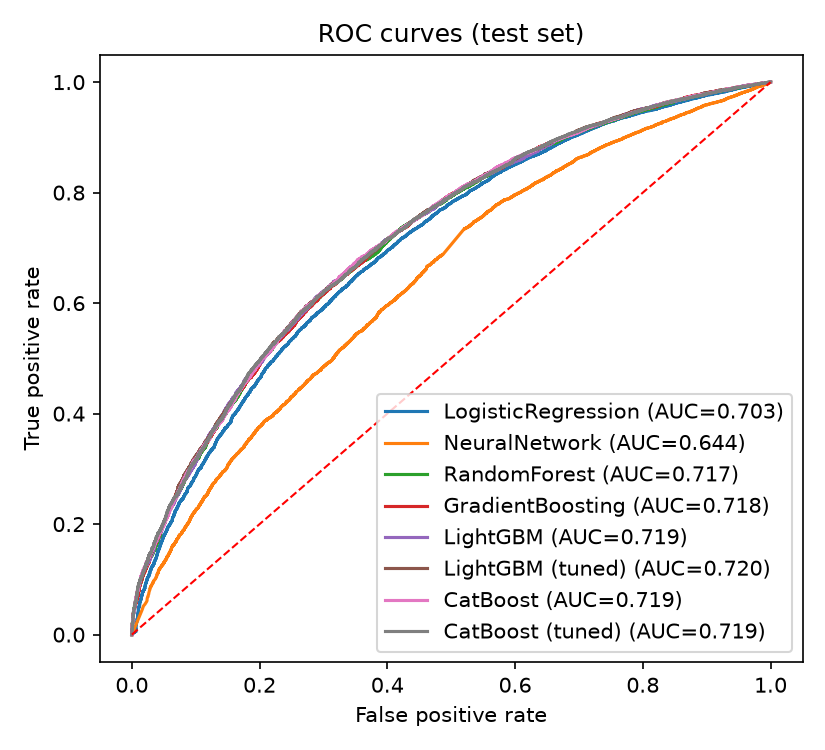 ROC curves (test set)
True positive rate
1.0
0.8
0.6
0.4
0.2
0.0
LogisticRegression (AUC=0.703)
NeuralNetwork (AUC=0.644)
RandomForest (AUC=0.717)
GradientBoosting (AUC=0.718)
LightGBM (AUC=0.719)
LightGBM (tuned) (AUC=0.720)
CatBoost (AUC=0.719)
CatBoost (tuned) (AUC=0.719)
0.0 0.2 0.4 0.6 0.8 1.0
False positive rate